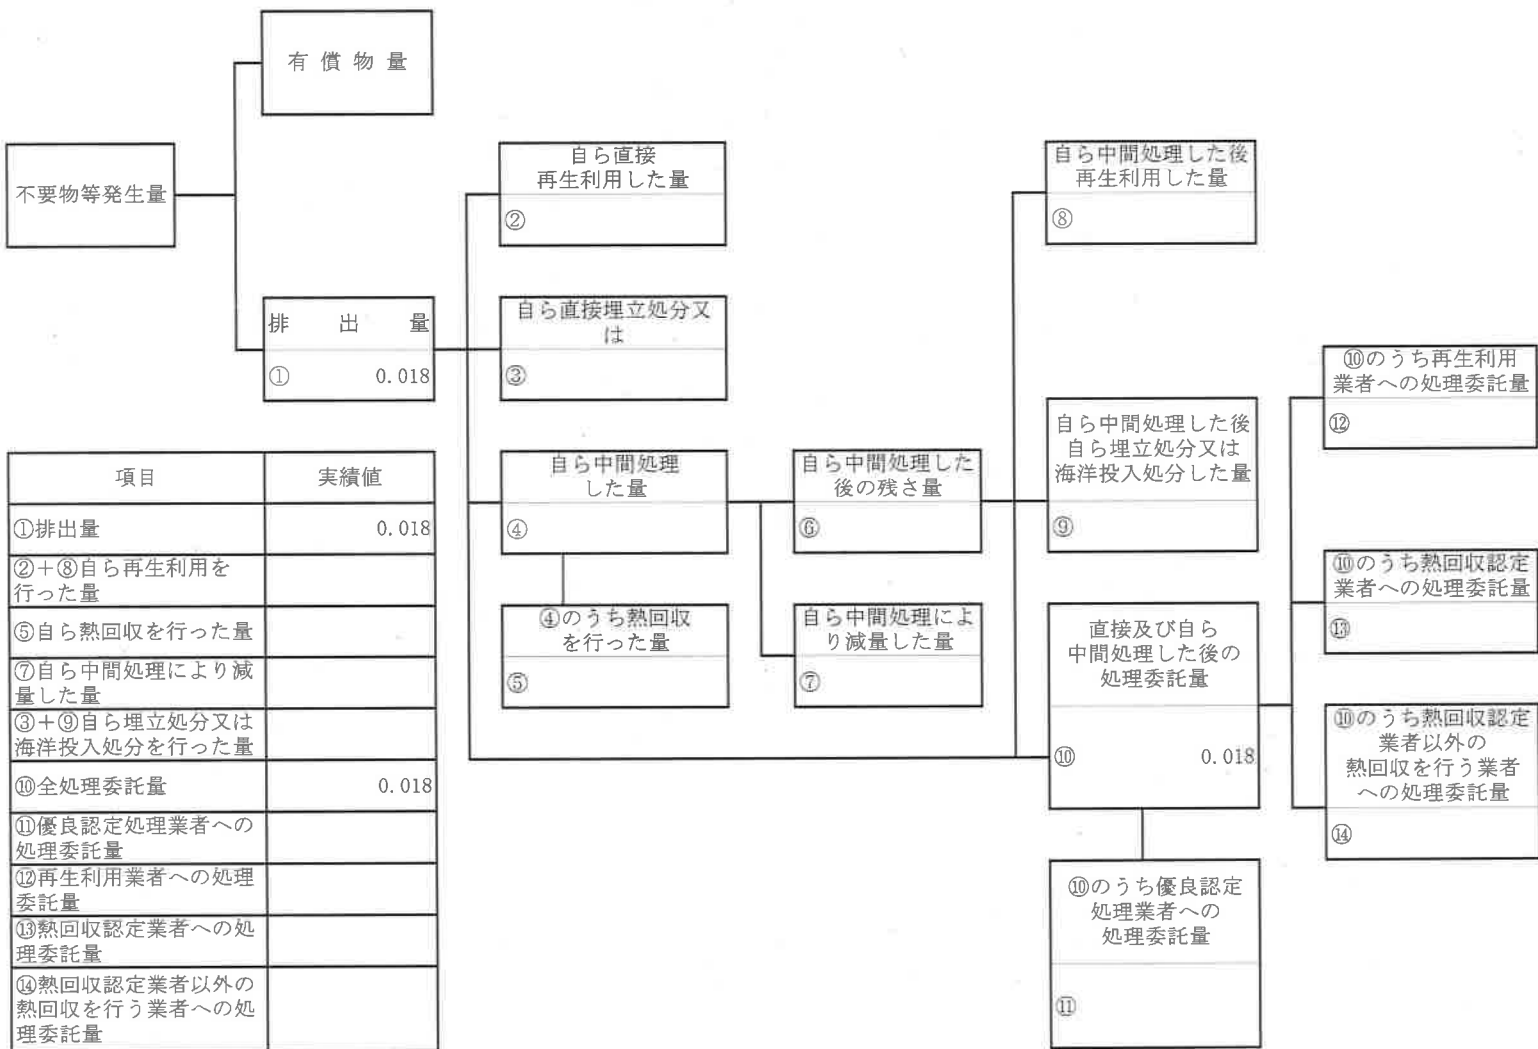 有償物量
不要物等発生量
排出量
① 0.018
自ら直接
再生利用した量
②
自ら直接埋立処分又
は
③
自ら中間処理
した量
④
④のうち熱回収
を行った量
⑤
自ら中間処理した
後の残さ量
⑥
自ら中間処理によ
り減量した量
⑦
自ら中間処理した後
再生利用した量
⑧
自ら中間処理した後
自ら埋立処分又は
海洋投入処分した量
⑨
直接及び自ら
中間処理した後の
処理委託量
⑩ 0.018
⑩のうち優良認定
処理業者への
処理委託量
⑪
⑩のうち再生利用
業者への処理委託量
⑫
⑩のうち熱回収認定
業者への処理委託量
⑬
⑩のうち熱回収認定
業者以外の
熱回収を行う業者
への処理委託量
⑭
項目 実績値
①排出量 0.018
②+⑧自ら再生利用を
行った量
⑤自ら熱回収を行った量
⑦自ら中間処理により減
量した量
③+⑨自ら埋立処分又は
海洋投入処分を行った量
⑩全処理委託量 0.018
⑪優良認定処理業者への
処理委託量
⑫再生利用業者への処理
委託量
⑬熱回収認定業者への処
理委託量
⑭熱回収認定業者以外の
熱回収を行う業者への処
理委託量